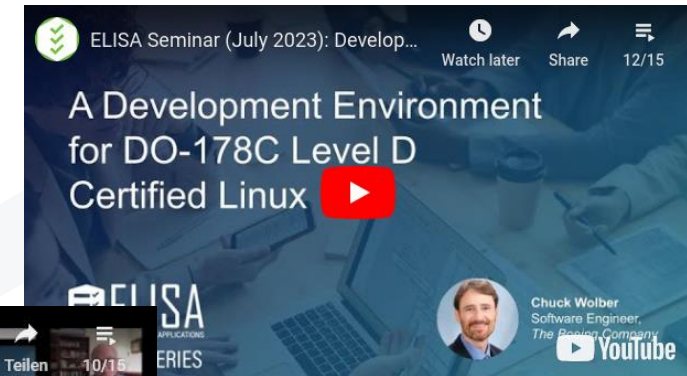 ELISA Seminar (July 2023): Develop...
Watch later
Share
12/15
A Development Environment
for DO-178C Level D
Certified Linux
ELISA
APPLICATIONS
Chuck Wolber
Software Engineer,
The Boeing Company
YouTube
Teilen
10/15
ERIES